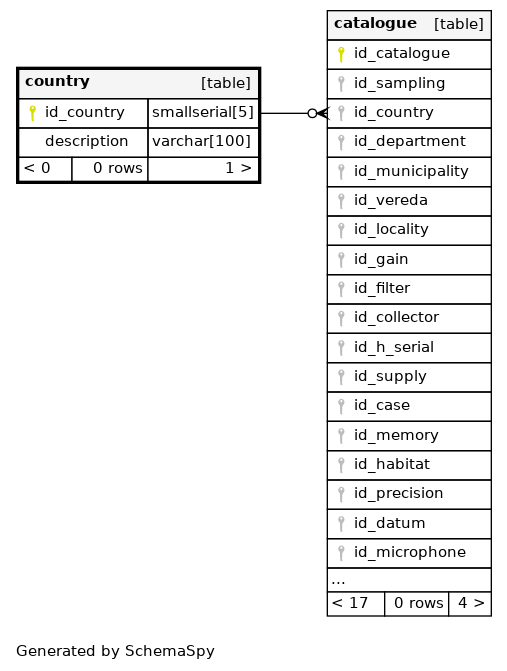 country [table]
id_country smallserial[5]
description varchar[100]
< 0 0 rows 1 >
catalogue [table]
id_catalogue
id_sampling
id_country
id_department
id_municipality
id_vereda
id_locality
id_gain
id_filter
id_collector
id_h_serial
id_supply
id_case
id_memory
id_habitat
id_precision
id_datum
id_microphone
...
< 17 0 rows 4 >
Generated by SchemaSpy